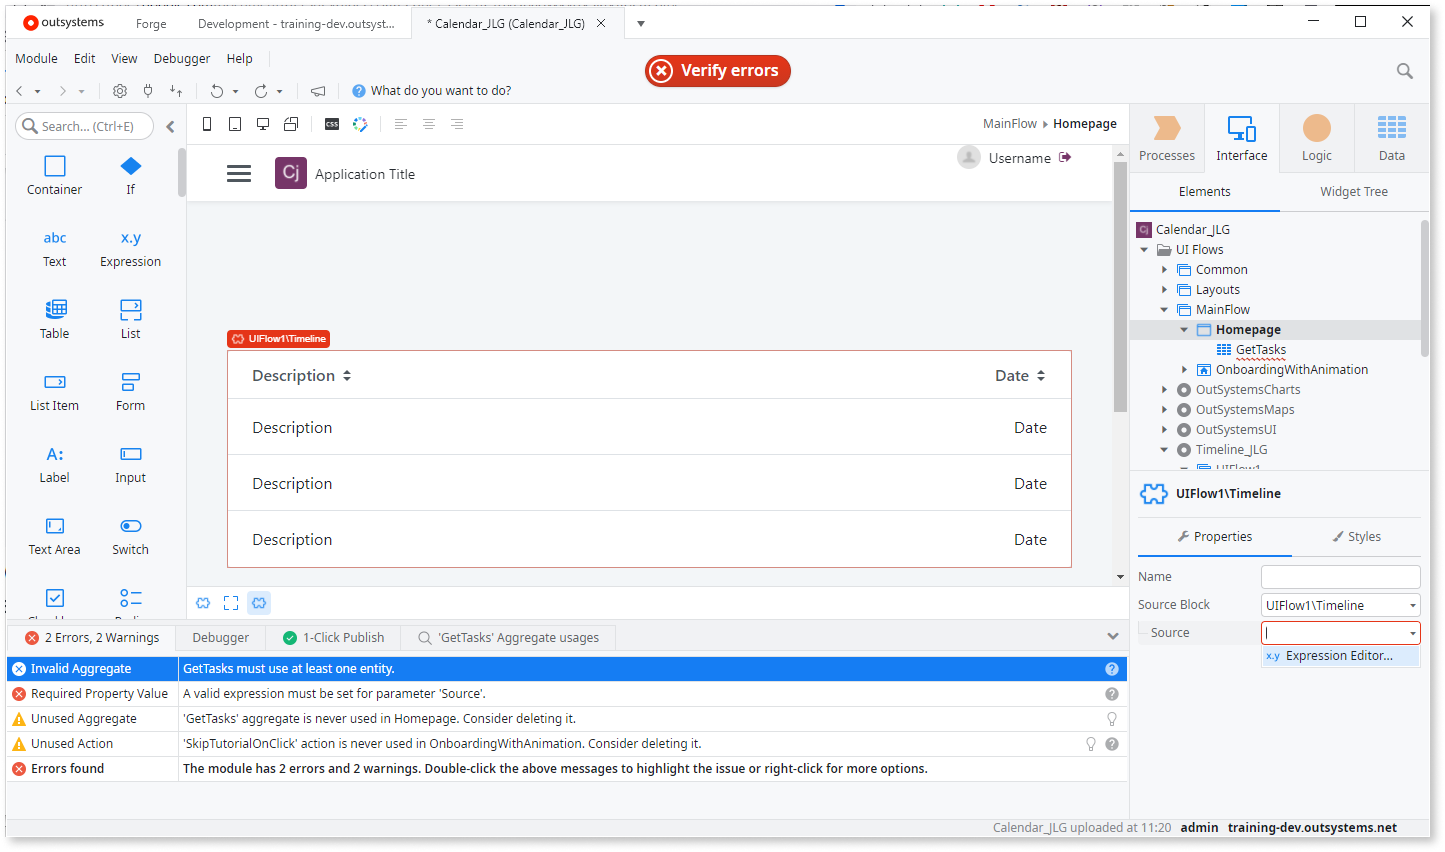 outsystems
Forge
Development - training-dev.outsyst...
* Calendar_JLG (Calendar_JLG)
Module Edit View Debugger Help
Verify errors
What do you want to do?
Search... (Ctrl+E)
css
MainFlow Homepage
Processes Interface Logic Data
Container If
Cj Application Title
Username
Elements Widget Tree
abc x.y
Text Expression
Table List
List Item Form
A:
Label Input
Text Area Switch
UIFlow1\Timeline
Description Date
Description Date
Description Date
Description Date
Cj Calendar_JLG
UI Flows
Common
Layouts
MainFlow
Homepage
GetTasks
OnboardingWithAnimation
OutSystemsCharts
OutSystemsMaps
OutSystemsUI
Timeline_JLG
UIFlow1
UIFlow1\Timeline
Properties Styles
Name
Source Block UIFlow1\Timeline
Source
x.y Expression Editor...
2 Errors, 2 Warnings Debugger 1-Click Publish 'GetTasks' Aggregate usages
Invalid Aggregate GetTasks must use at least one entity.
Required Property Value A valid expression must be set for parameter 'Source'.
Unused Aggregate 'GetTasks' aggregate is never used in Homepage. Consider deleting it.
Unused Action 'SkipTutorialOnClick' action is never used in OnboardingWithAnimation. Consider deleting it.
Errors found The module has 2 errors and 2 warnings. Double-click the above messages to highlight the issue or right-click for more options.
Calendar_JLG uploaded at 11:20 admin training-dev.outsystems.net